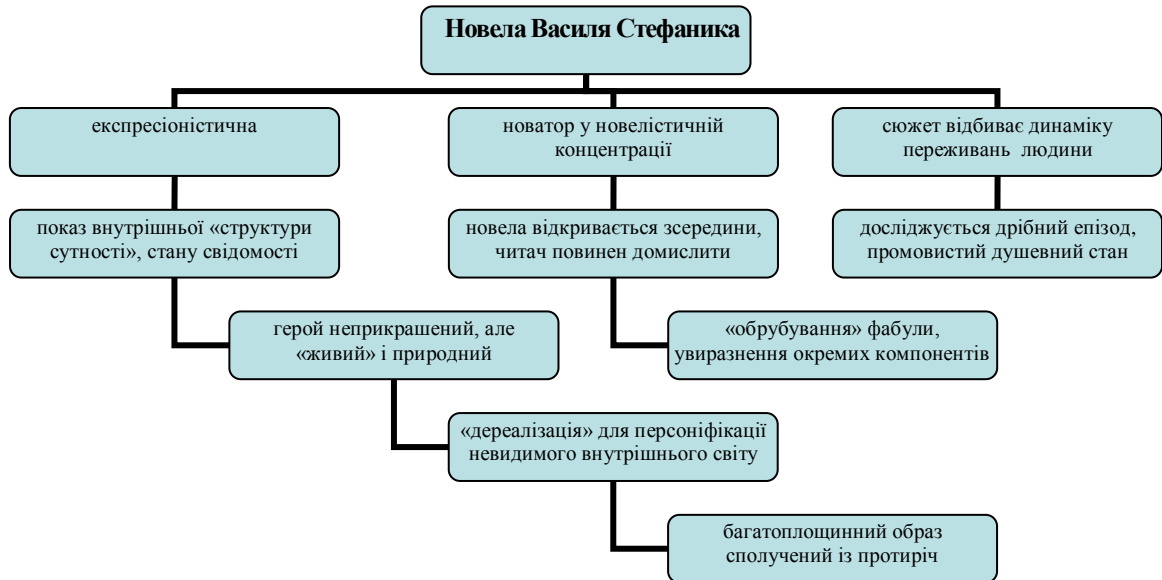 Новела Василя Стефаника
експресіоністична
новатор у новелістичній
концентрації
сюжет відбиває динаміку
переживань людини
показ внутрішньої «структури
сутності», стану свідомості
новела відкривається зсередини,
читач повинен домислити
досліджується дрібний епізод,
промовистий душевний стан
герой неприкрашений, але
«живий» і природний
«обрубування» фабули,
увиразнення окремих компонентів
«дереалізація» для персоніфікації
невидимого внутрішнього світу
багатоплощинний образ
сполучений із протиріч